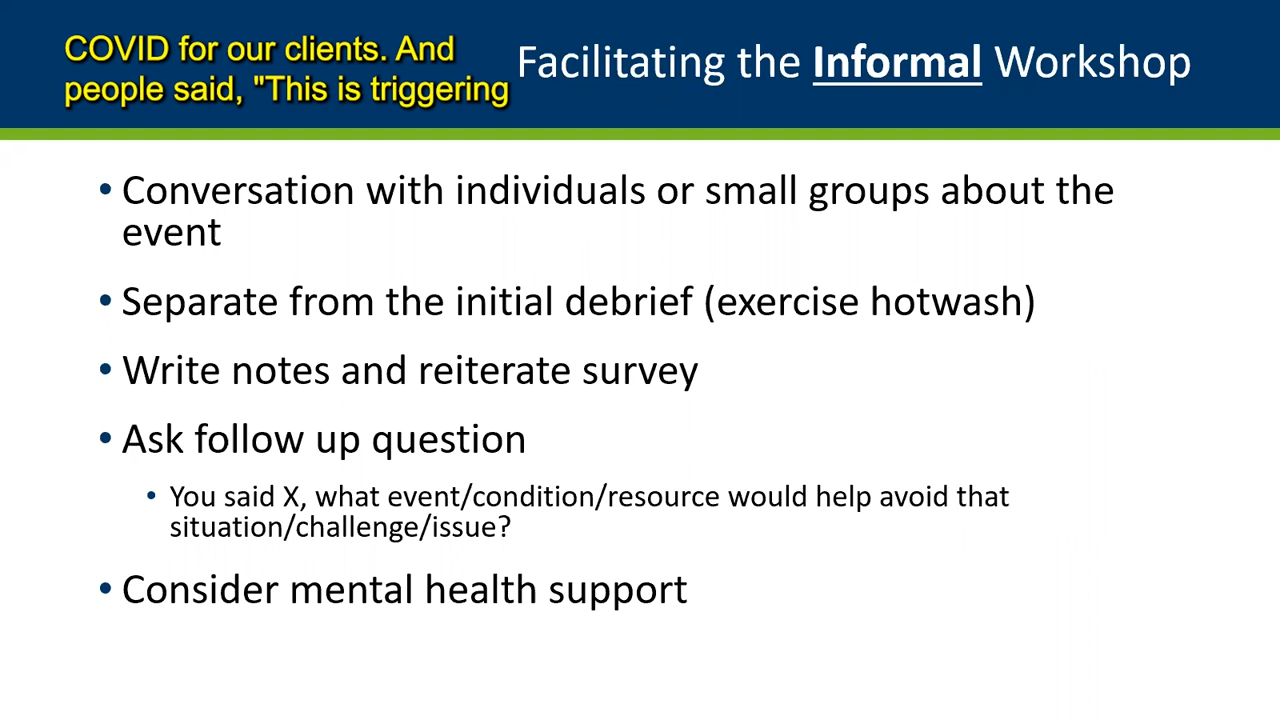 COVID for our clients. And
people said, "This is triggering
Facilitating the Informal Workshop
• Conversation with individuals or small groups about the
event
• Separate from the initial debrief (exercise hotwash)
• Write notes and reiterate survey
• Ask follow up question
• You said X, what event/condition/resource would help avoid that
situation/challenge/issue?
• Consider mental health support